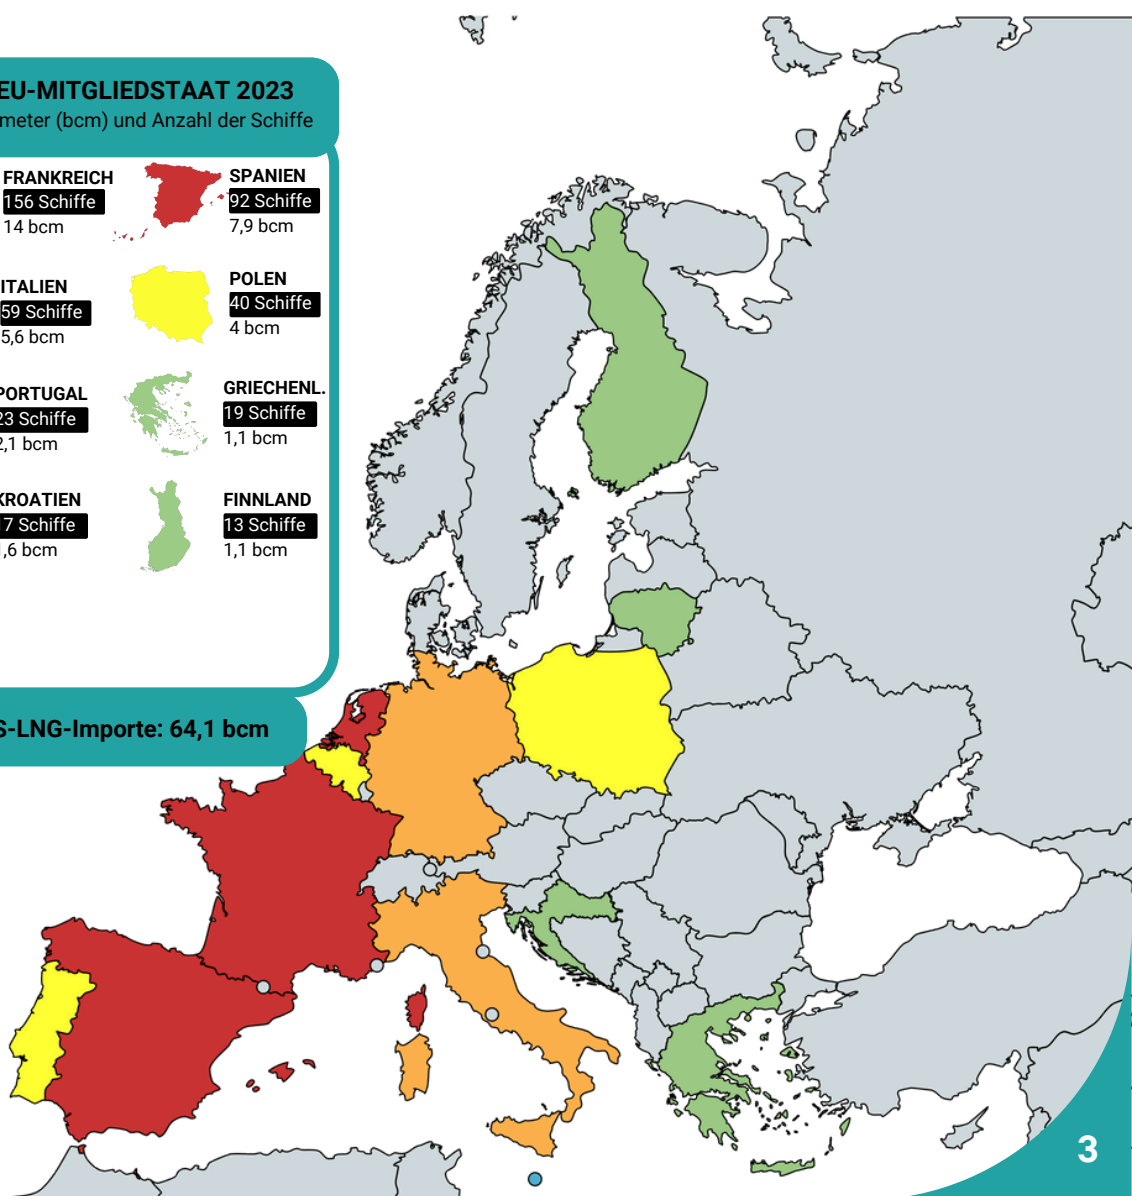 EU-MITGLIEDSTAAT 2023
meter (bcm) und Anzahl der Schiffe
FRANKREICH
156 Schiffe
14 bcm
SPANIEN
92 Schiffe
7,9 bcm
ITALIEN
59 Schiffe
5,6 bcm
POLEN
40 Schiffe
4 bcm
PORTUGAL
23 Schiffe
2,1 bcm
GRIECHENL.
19 Schiffe
1,1 bcm
KROATIEN
17 Schiffe
1,6 bcm
FINNLAND
13 Schiffe
1,1 bcm
S-LNG-Importe: 64,1 bcm
3